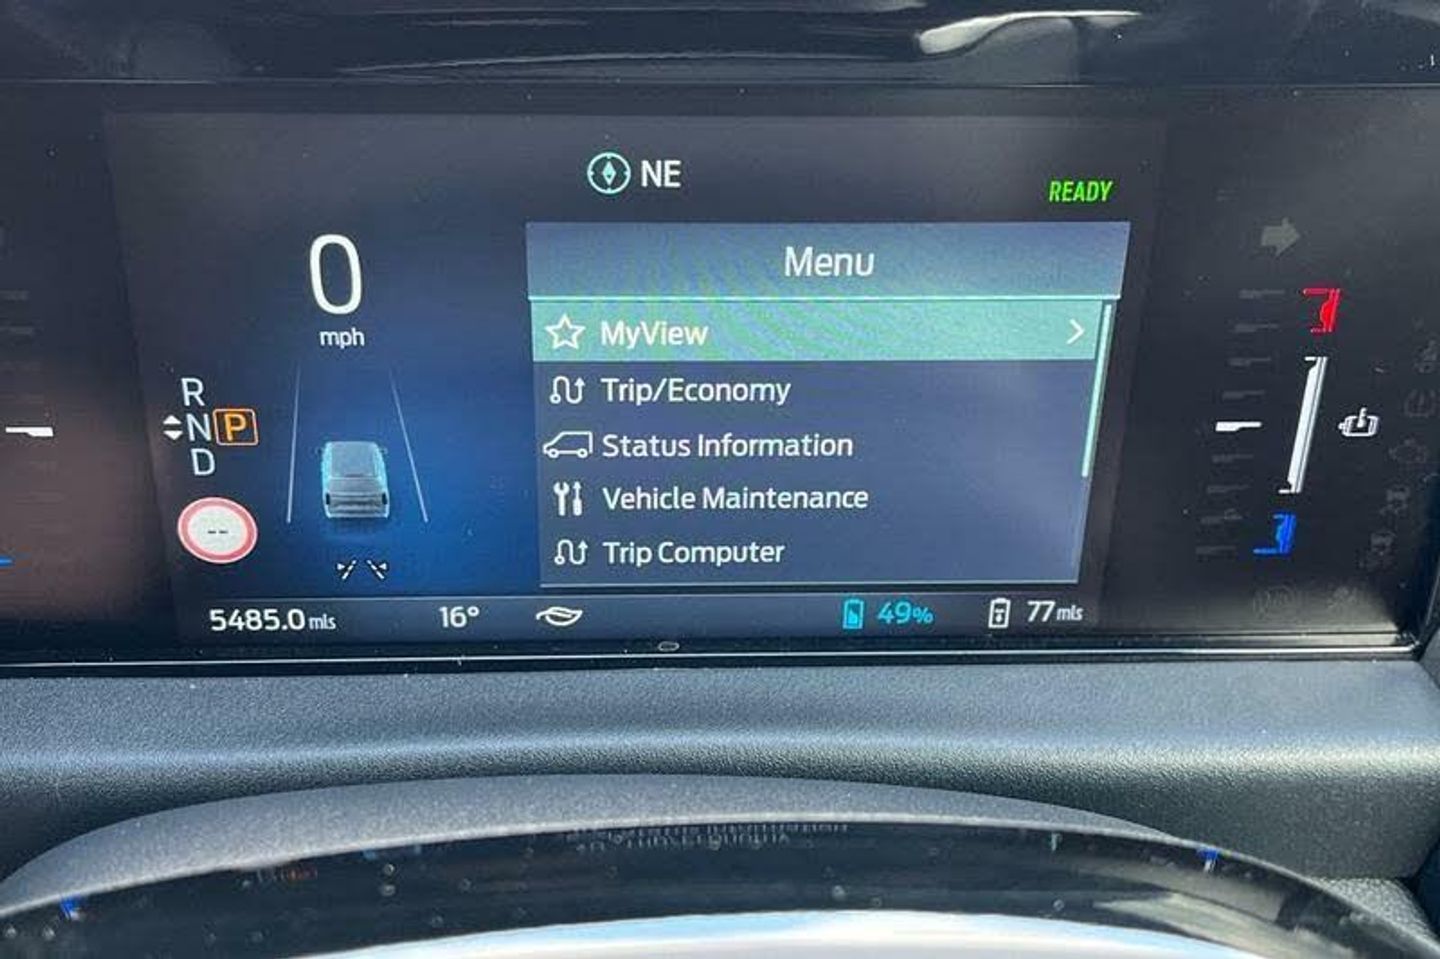 NE
READY
0
mph
Menu
MyView
Trip/Economy
Status Information
Vehicle Maintenance
Trip Computer
R
N P
D
--
5485.0 mls
16°
49%
77 mls